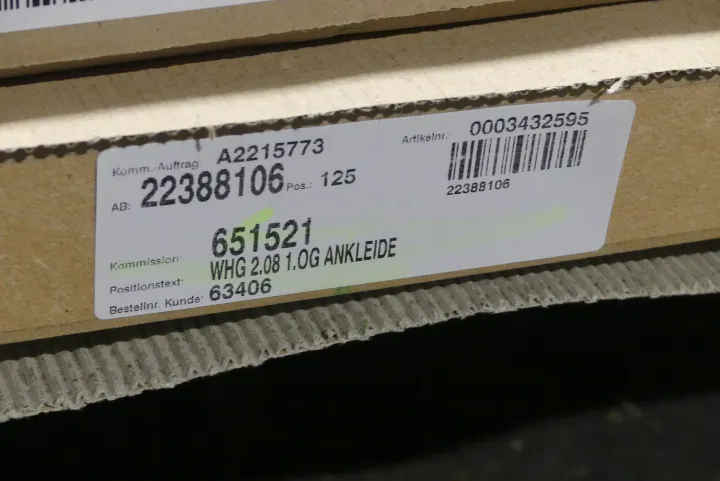 Komm.-Auftrag: A2215773
Artikelnr.: 0003432595
AB: 22388106 Pos.: 125
22388106
Kommission: 651521
Positionstext: WHG 2.08 1.OG ANKLEIDE
Bestellnr. Kunde: 63406